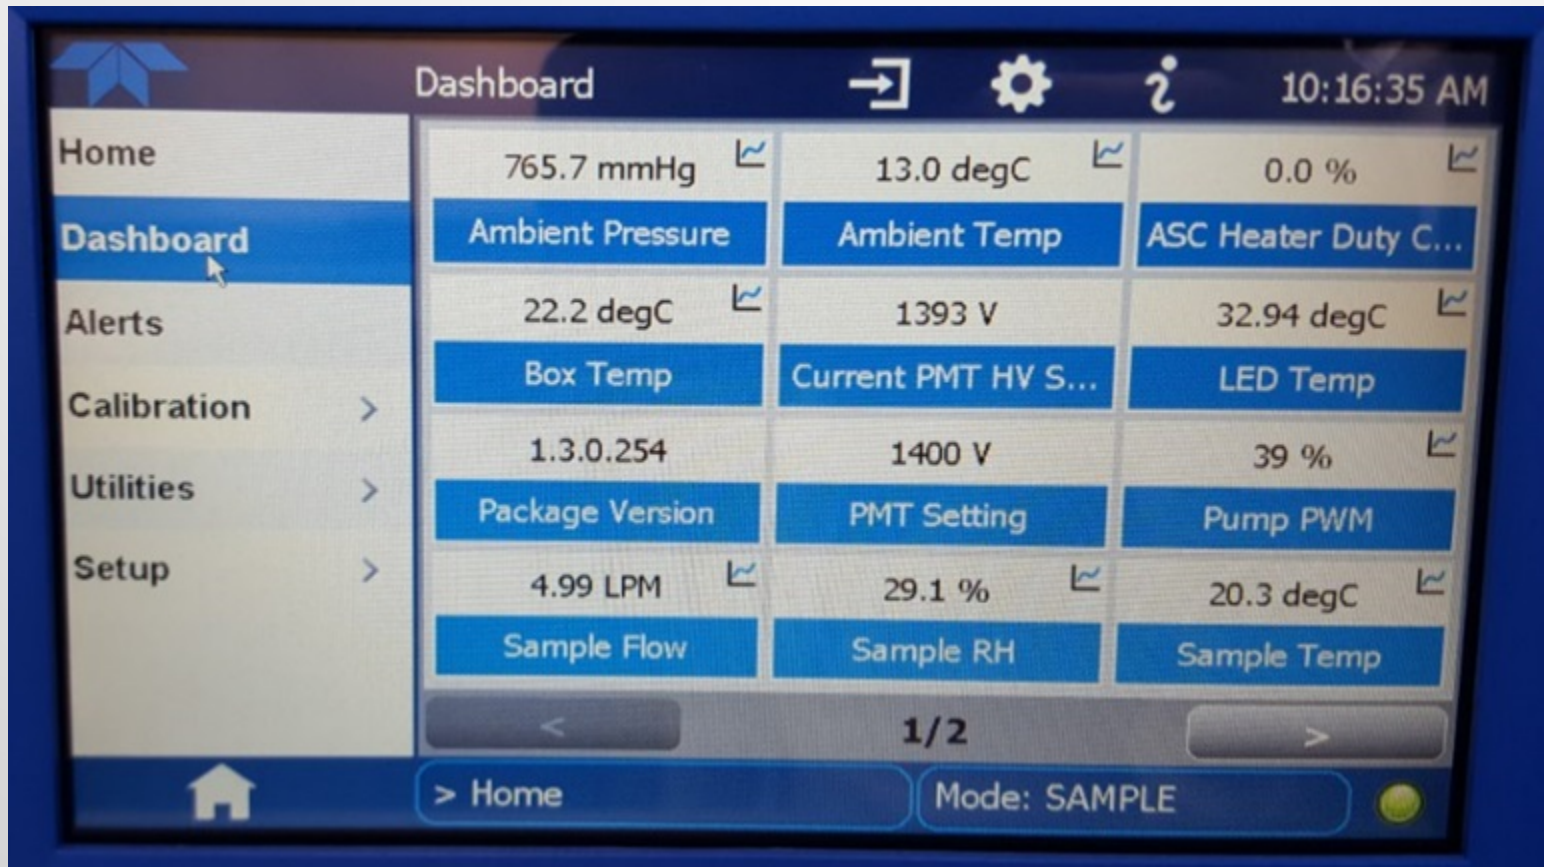 Dashboard
10:16:35 AM
Home
Dashboard
Alerts
Calibration >
Utilities >
Setup >
765.7 mmHg
13.0 degC
0.0 %
Ambient Pressure
Ambient Temp
ASC Heater Duty C...
22.2 degC
1393 V
32.94 degC
Box Temp
Current PMT HV S...
LED Temp
1.3.0.254
1400 V
39 %
Package Version
PMT Setting
Pump PWM
4.99 LPM
29.1 %
20.3 degC
Sample Flow
Sample RH
Sample Temp
< 1/2 >
> Home
Mode: SAMPLE